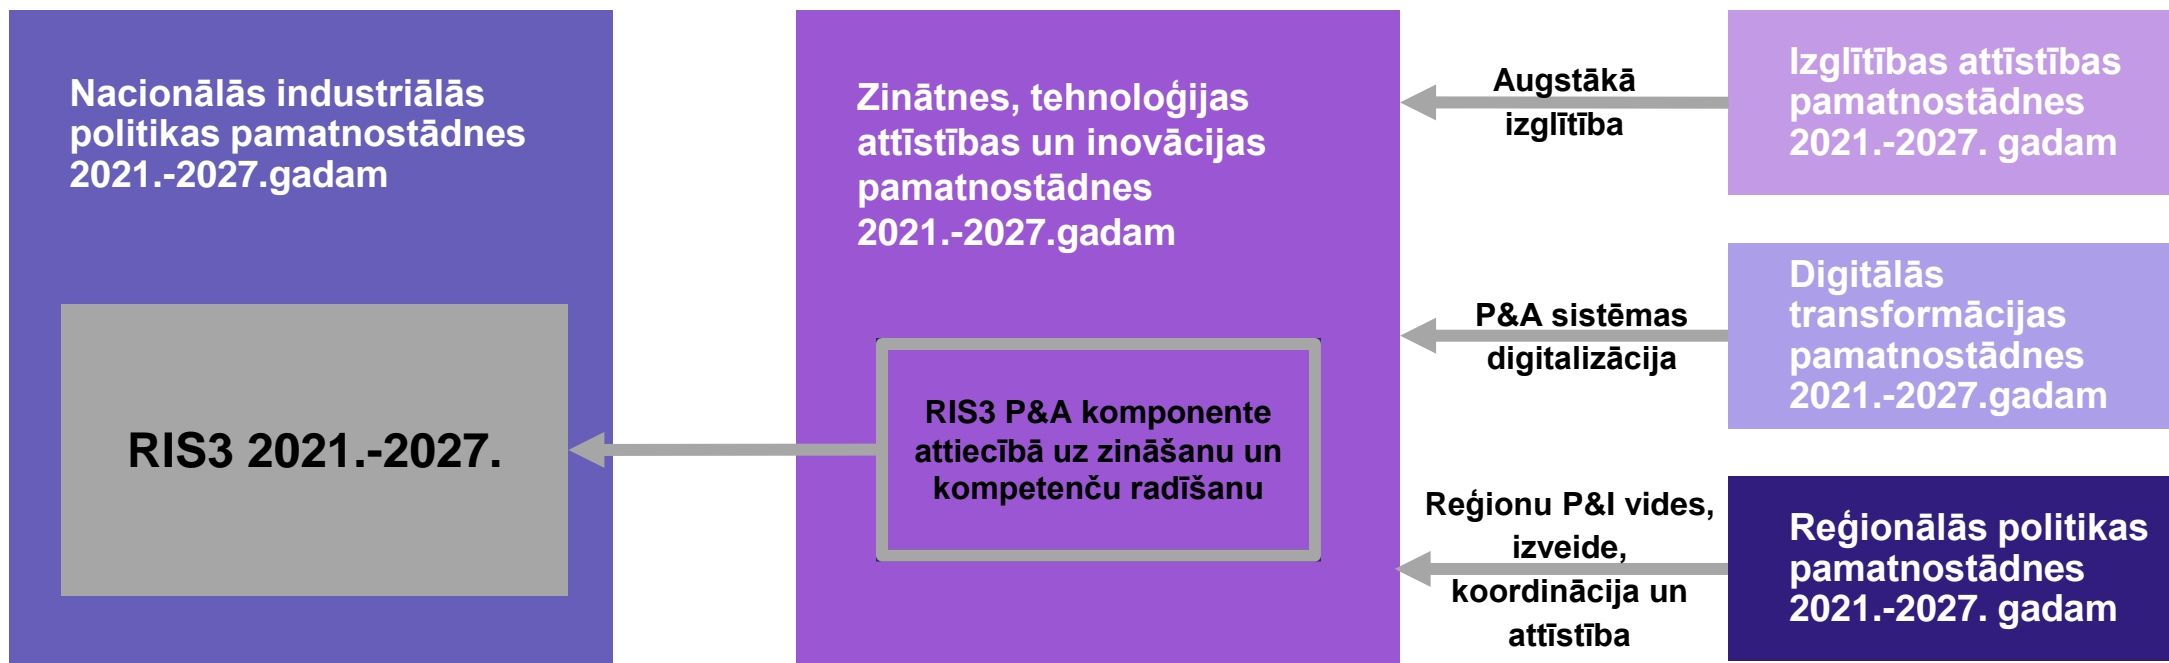 Nacionālās industriālās
politikas pamatnostādnes
2021.-2027.gadam
RIS3 2021.-2027.
Zinātnes, tehnoloģijas
attīstības un inovācijas
pamatnostādnes
2021.-2027.gadam
RIS3 P&A komponente
attiecībā uz zināšanu un
kompetenču radīšanu
Augstākā
izglītība
P&A sistēmas
digitalizācija
Reģionu P&I vides,
izveide,
koordinācija un
attīstība
Izglītības attīstības
pamatnostādnes
2021.-2027. gadam
Digitālās
transformācijas
pamatnostādnes
2021.-2027.gadam
Reģionālās politikas
pamatnostādnes
2021.-2027. gadam